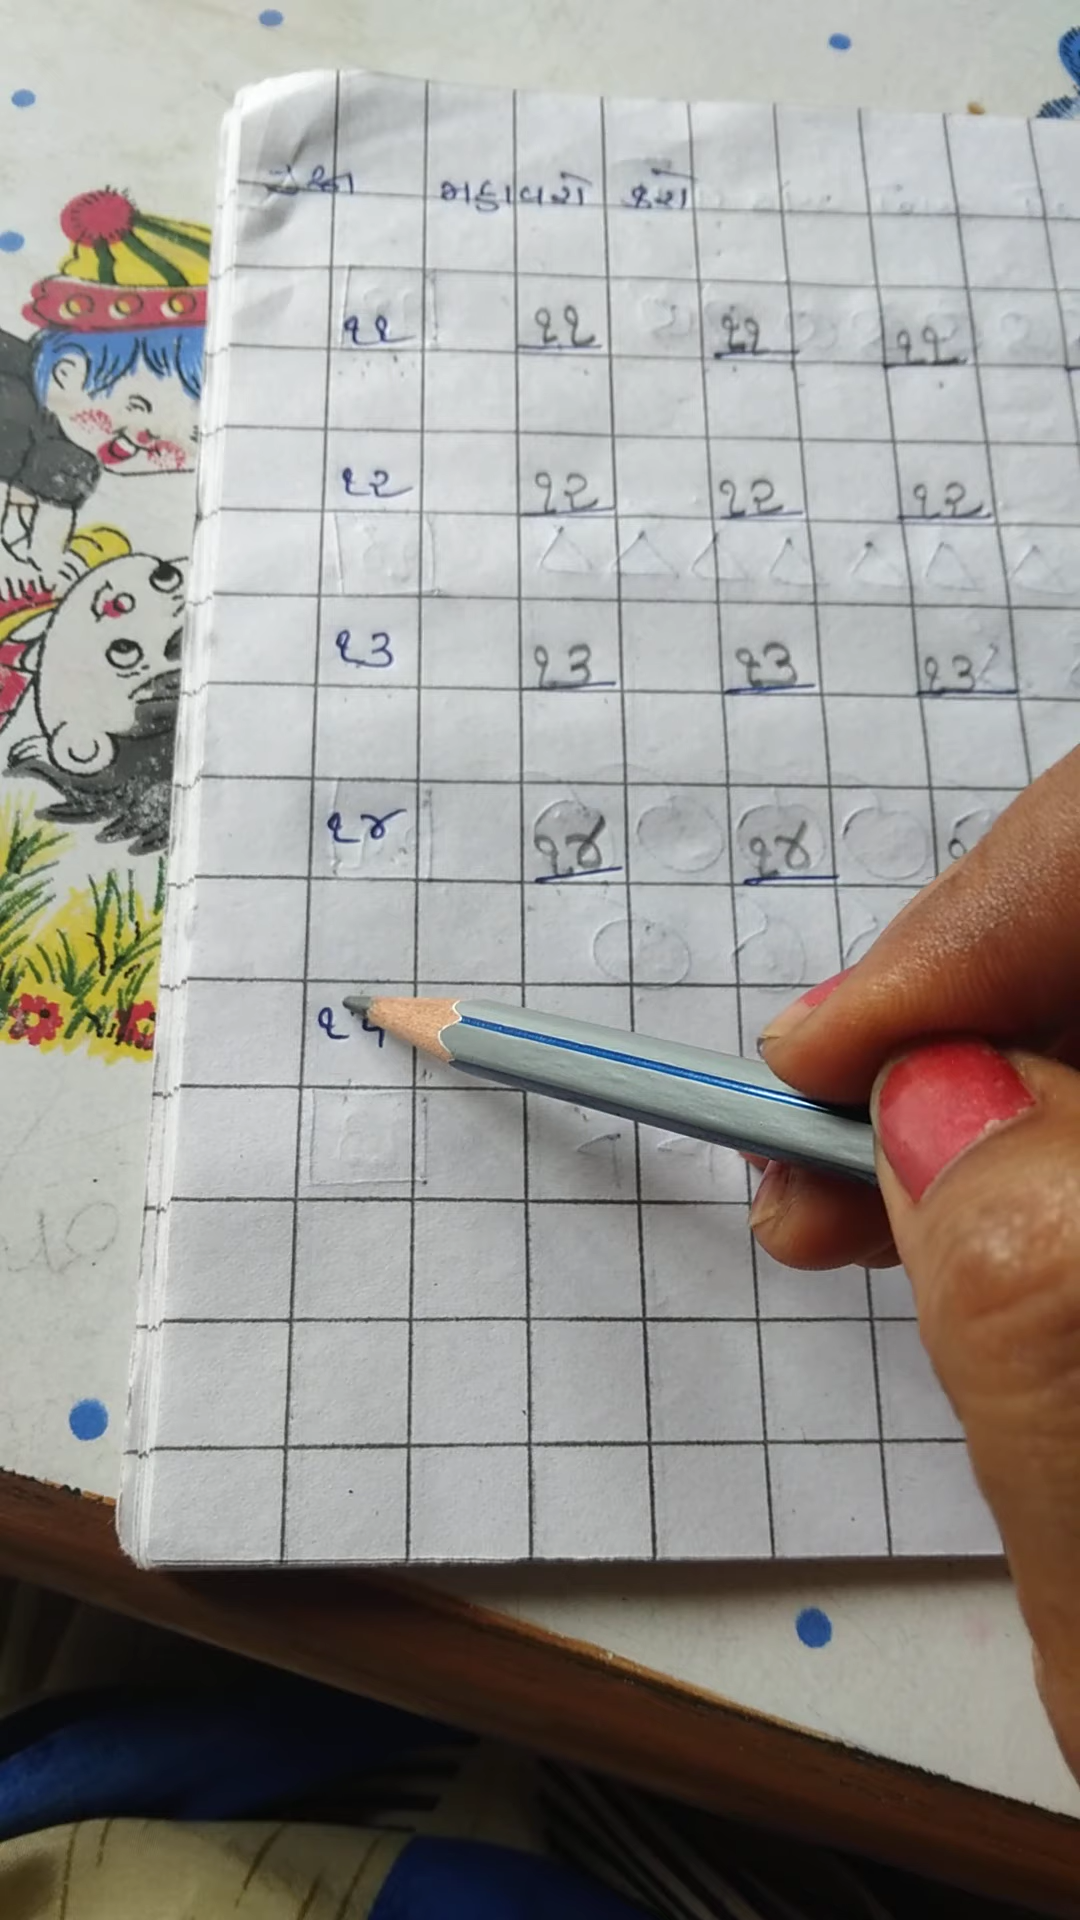 મહાવરો કરો
૧૧ ૧૧ ૧૧ ૧૧
૧૨ ૧૨ ૧૨ ૧૨
૧૩ ૧૩ ૧૩ ૧૩
૧૪ ૧૪ ૧૪
૧૫